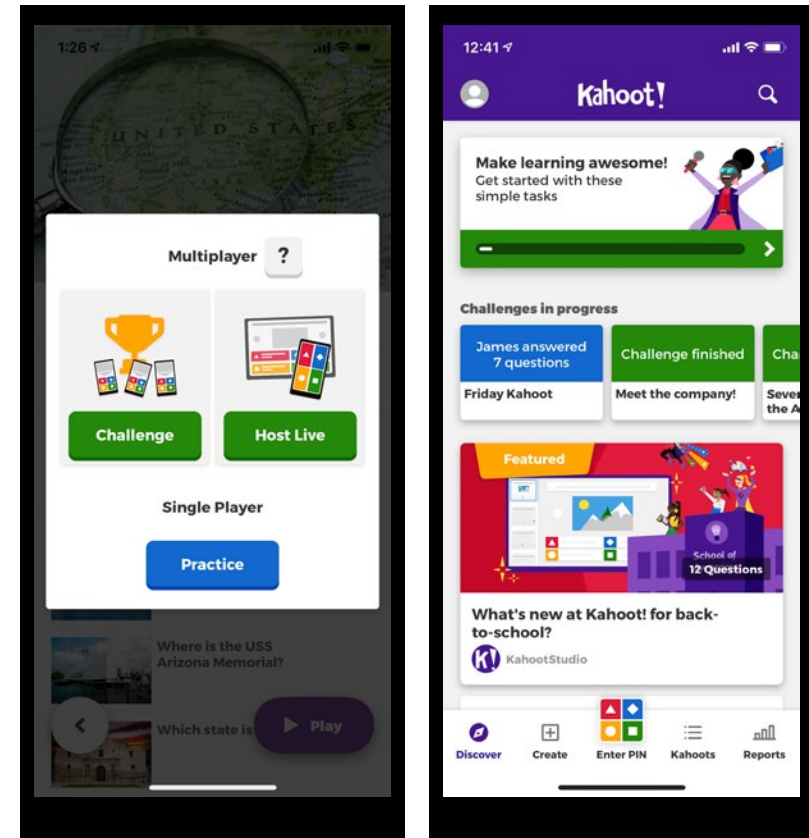 1:26
UNITED STATES
Multiplayer ?
Challenge
Host Live
Single Player
Practice
Where is the USS
Arizona Memorial?
Which state is
Play
12:41
Kahoot!
Make learning awesome!
Get started with these
simple tasks
Challenges in progress
James answered
7 questions
Friday Kahoot
Challenge finished
Meet the company!
Cha
Sever
the A
Featured
School of
12 Questions
What's new at Kahoot! for back-
to-school?
K!
KahootStudio
Discover
Create
Enter PIN
Kahoots
Reports